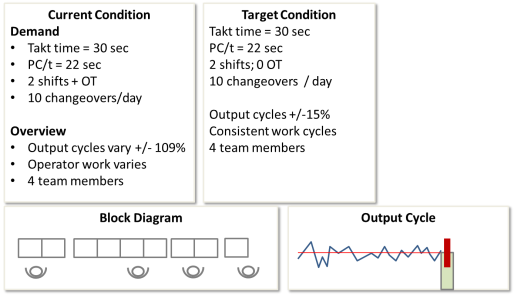 Current Condition
Demand
• Takt time = 30 sec
• PC/t = 22 sec
• 2 shifts + OT
• 10 changeovers/day
Overview
• Output cycles vary +/- 109%
• Operator work varies
• 4 team members
Target Condition
Takt time = 30 sec
PC/t = 22 sec
2 shifts; 0 OT
10 changeovers / day
Output cycles +/-15%
Consistent work cycles
4 team members
Block Diagram
Output Cycle